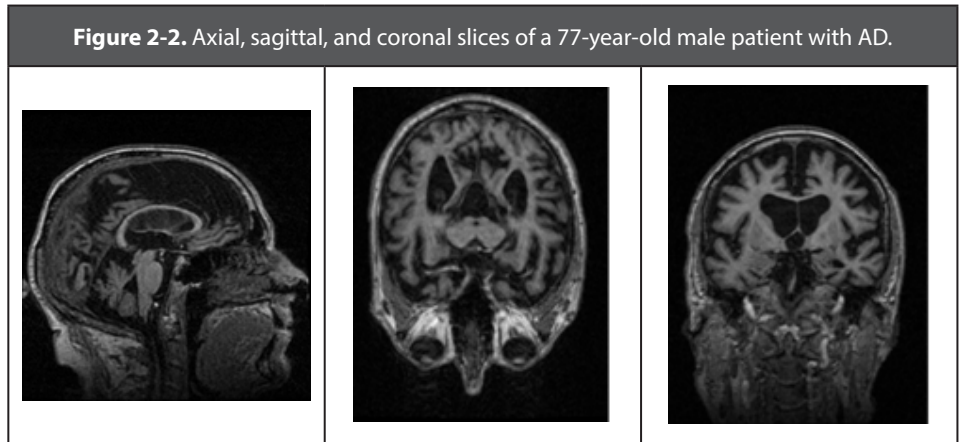 Figure 2-2. Axial, sagittal, and coronal slices of a 77-year-old male patient with AD.